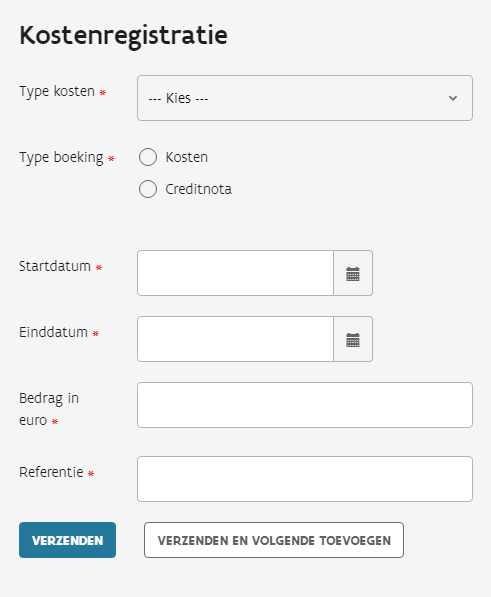 Kostenregistratie
Type kosten *
--- Kies ---
Type boeking *
Kosten
Creditnota
Startdatum *
Einddatum *
Bedrag in
euro *
Referentie *
VERZENDEN
VERZENDEN EN VOLGENDE TOEVOEGEN